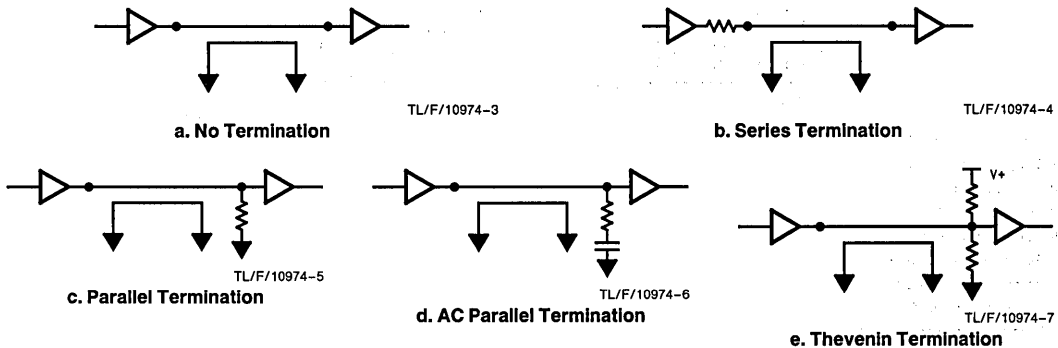 TL/F/10974-3
a. No Termination
TL/F/10974-4
b. Series Termination
TL/F/10974-5
c. Parallel Termination
TL/F/10974-6
d. AC Parallel Termination
V+
TL/F/10974-7
e. Thevenin Termination